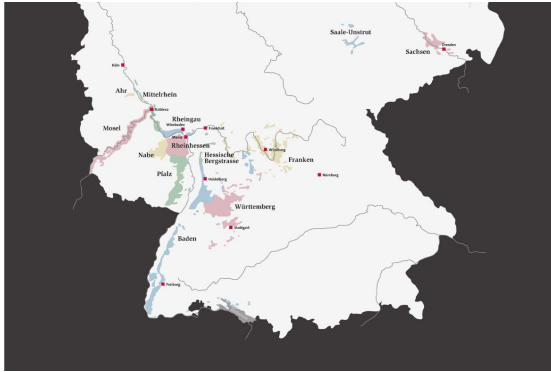 Saale-Unstrut
Dresden
Sachsen
Köln
Ahr
Mittelrhein
Koblenz
Rheingau
Wiesbaden
Frankfurt
Mosel
Mainz
Rheinhessen
Nabe
Hessische
Bergstrasse
Würzburg
Franken
Pfalz
Heidelberg
Nürnberg
Württemberg
Stuttgart
Baden
Freiburg